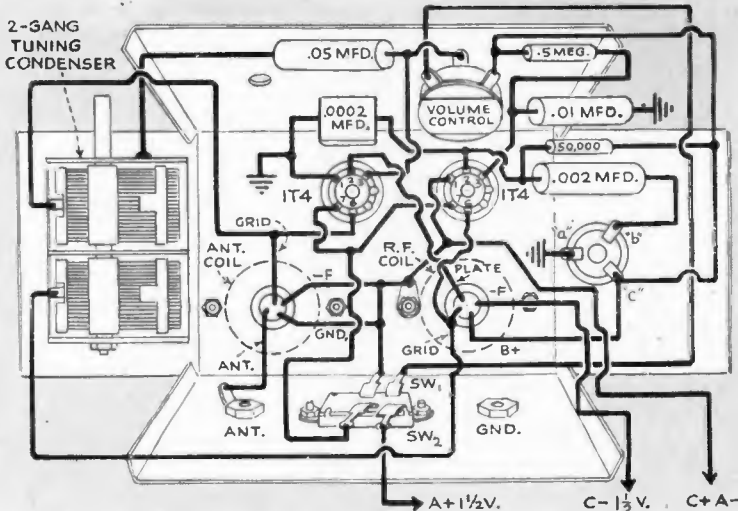 2-GANG
TUNING
CONDENSER
.05 MFD.
.5 MEG.
.0002
MFD.
VOLUME
CONTROL
.01 MFD.
50,000
.002 MFD.
1T4
1T4
GRID
ANT.
COIL
-F
R.F.
COIL
PLATE
-F
"a"
"b"
"c"
GND.
ANT.
GRID
B+
SW1
ANT.
SW2
GND.
A+ 1½V.
C- 1½ V.
C+ A-